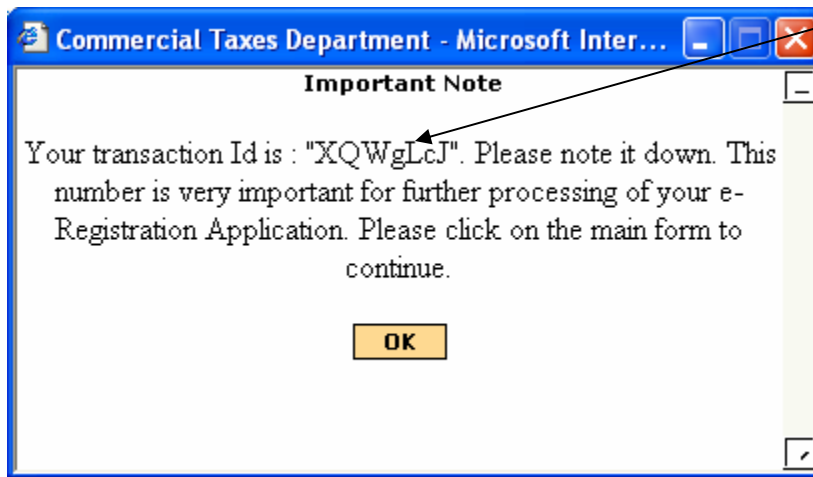 Commercial Taxes Department - Microsoft Inter...
Important Note
Your transaction Id is : "XQWgLcJ". Please note it down. This
number is very important for further processing of your e-
Registration Application. Please click on the main form to
continue.
OK